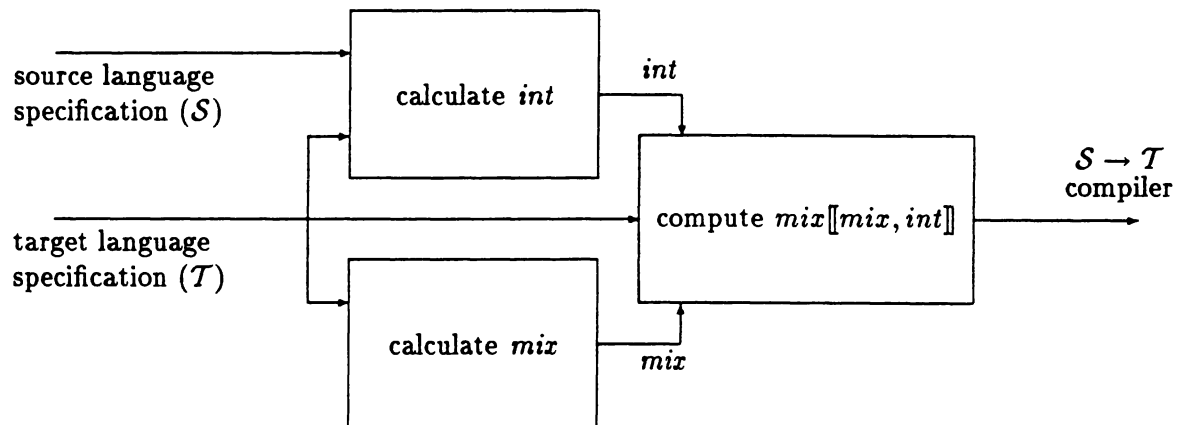 source language
specification (𝒮)
calculate int
int
target language
specification (𝒯)
compute mix⟦mix, int⟧
𝒮 → 𝒯
compiler
calculate mix
mix